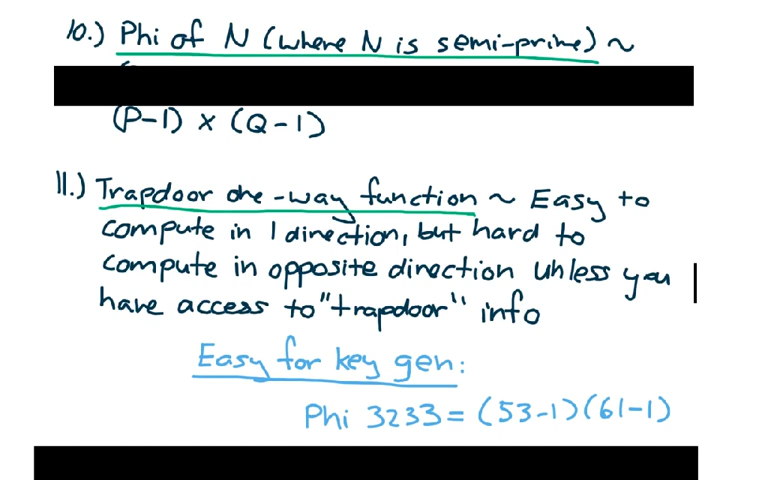 10.) Phi of N (where N is semi-prime) ~
(P-1) x (Q-1)
11.) Trapdoor one-way function ~ Easy to
compute in 1 direction, but hard to
compute in opposite direction unless you
have access to "trapdoor" info
Easy for key gen:
Phi 3233 = (53-1)(61-1)